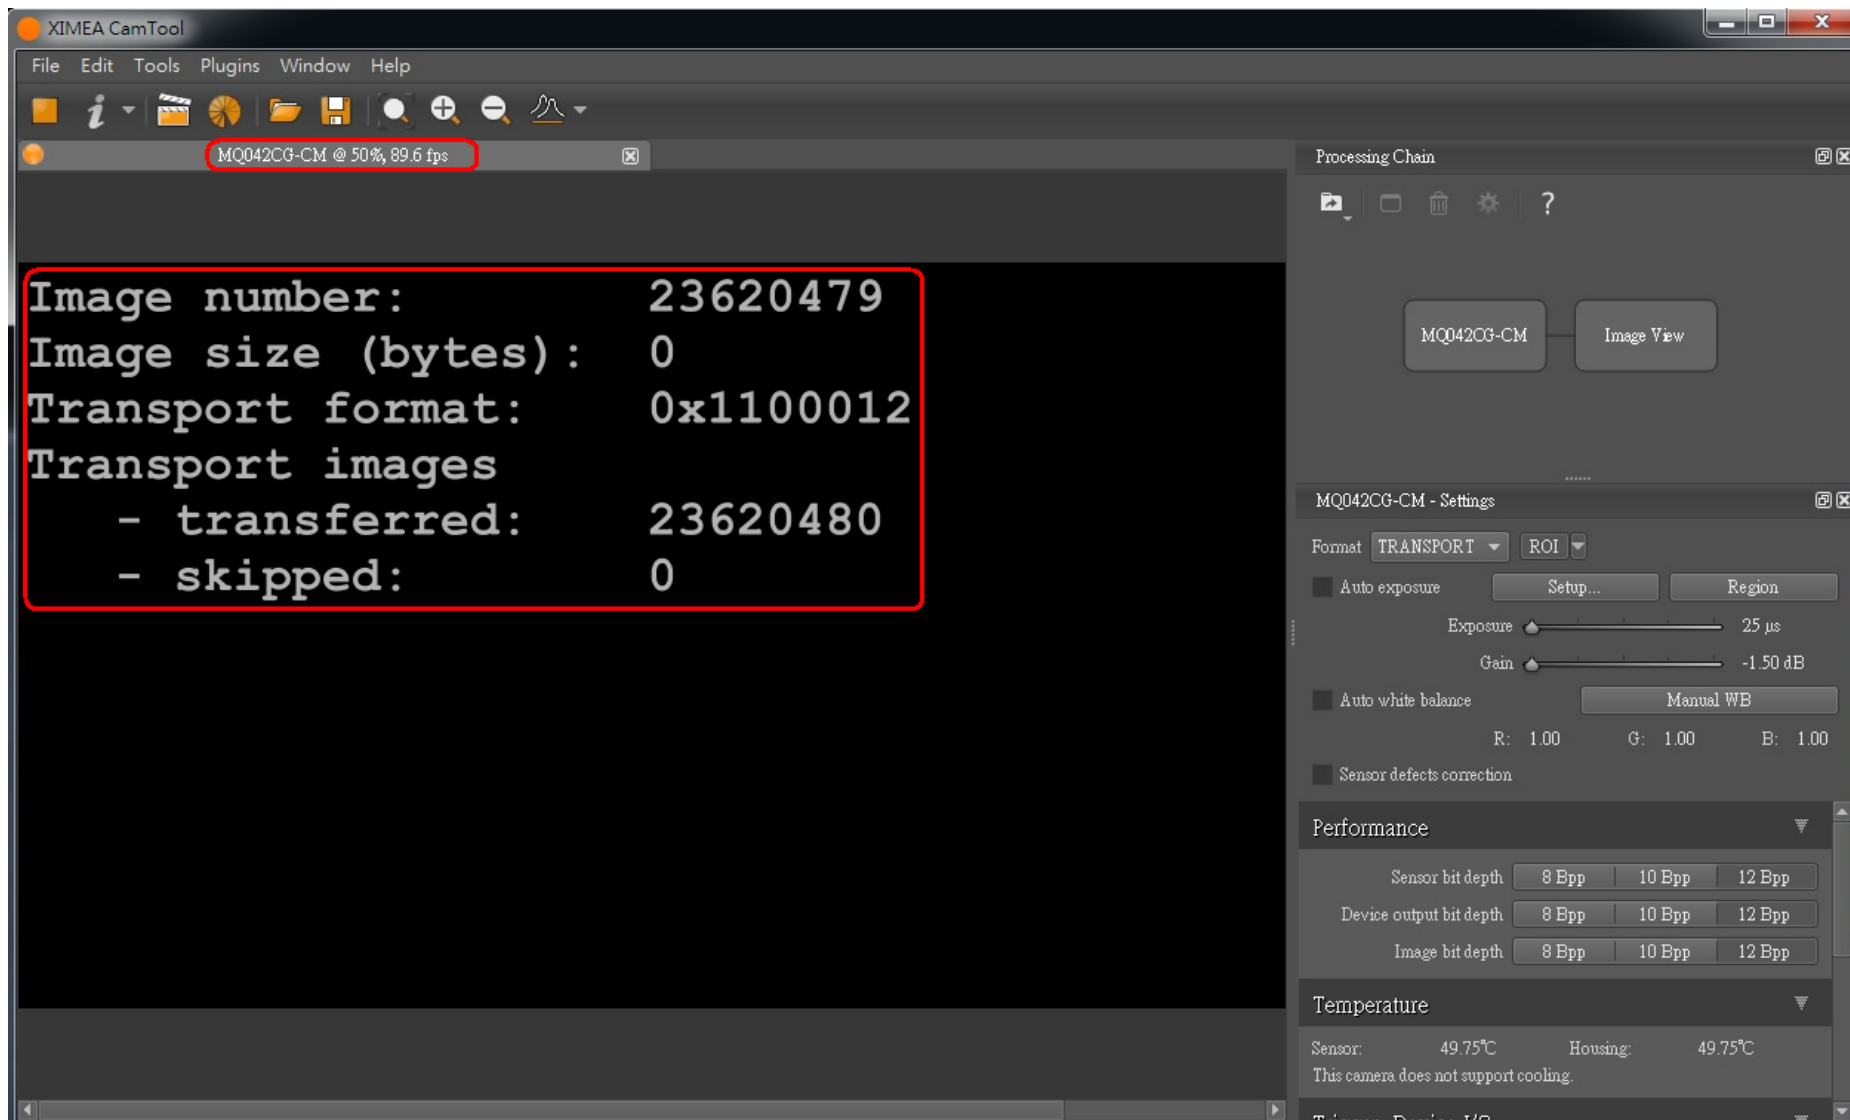 XIMEA CamTool
File Edit Tools Plugins Window Help
MQ042CG-CM @ 50%, 89.6 fps
Image number: 23620479
Image size (bytes): 0
Transport format: 0x1100012
Transport images
- transferred: 23620480
- skipped: 0
Processing Chain
?
MQ042CG-CM
Image View
MQ042CG-CM - Settings
Format TRANSPORT ROI
Auto exposure Setup... Region
Exposure 25 µs
Gain -1.50 dB
Auto white balance Manual WB
R: 1.00 G: 1.00 B: 1.00
Sensor defects correction
Performance
Sensor bit depth 8 Bpp 10 Bpp 12 Bpp
Device output bit depth 8 Bpp 10 Bpp 12 Bpp
Image bit depth 8 Bpp 10 Bpp 12 Bpp
Temperature
Sensor: 49.75°C Housing: 49.75°C
This camera does not support cooling.